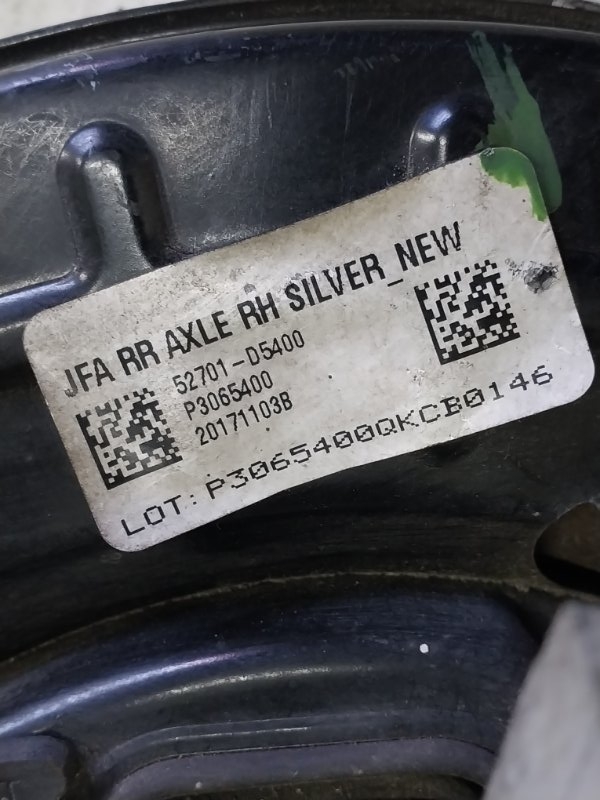 JFA RR AXLE RH SILVER_NEW
52701-D5400
P3065400
20171103B
LOT: P3065400QKCB0146